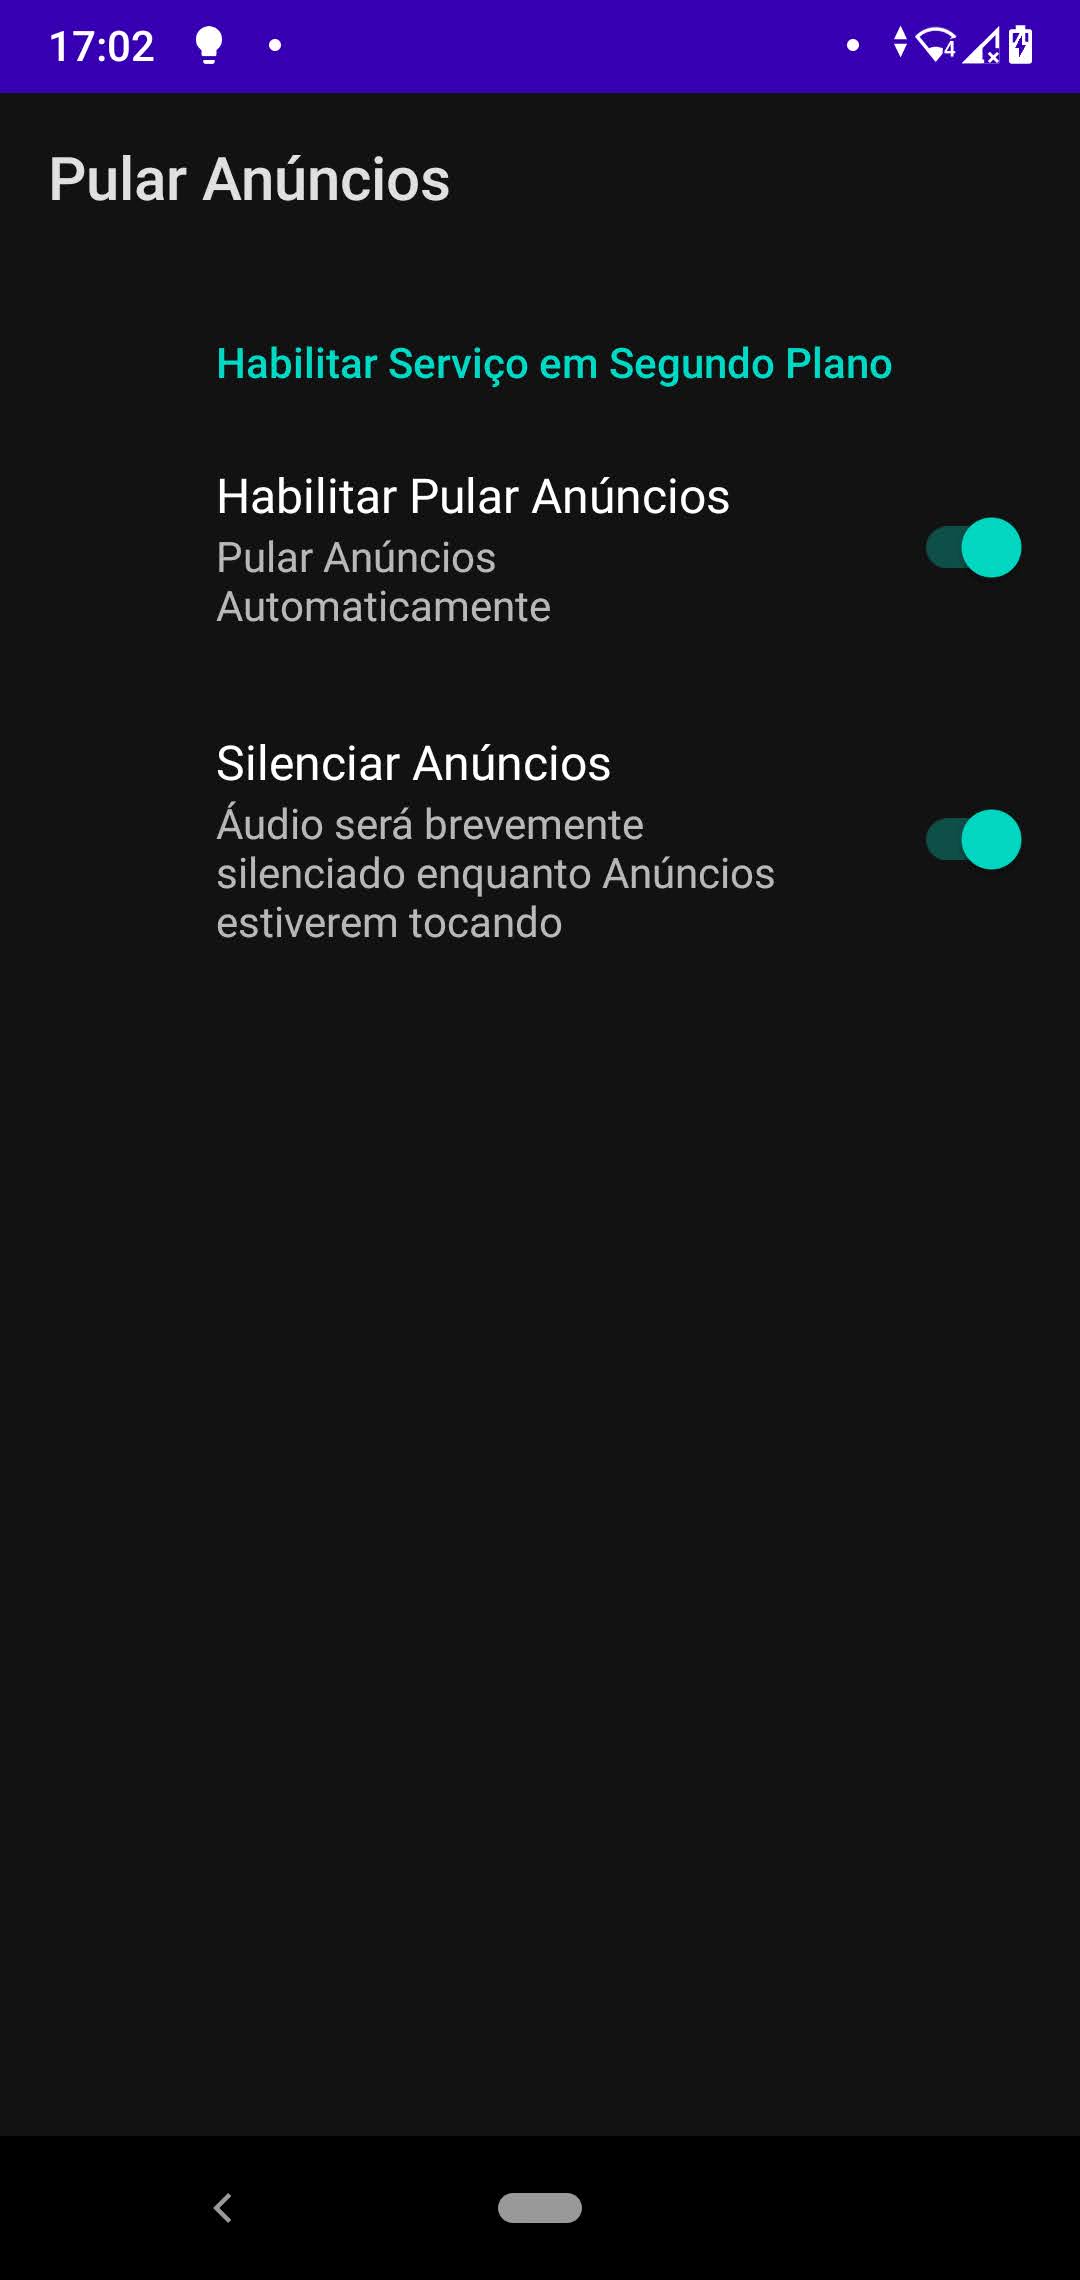 17:02
4
Pular Anúncios
Habilitar Serviço em Segundo Plano
Habilitar Pular Anúncios
Pular Anúncios
Automaticamente
Silenciar Anúncios
Áudio será brevemente
silenciado enquanto Anúncios
estiverem tocando